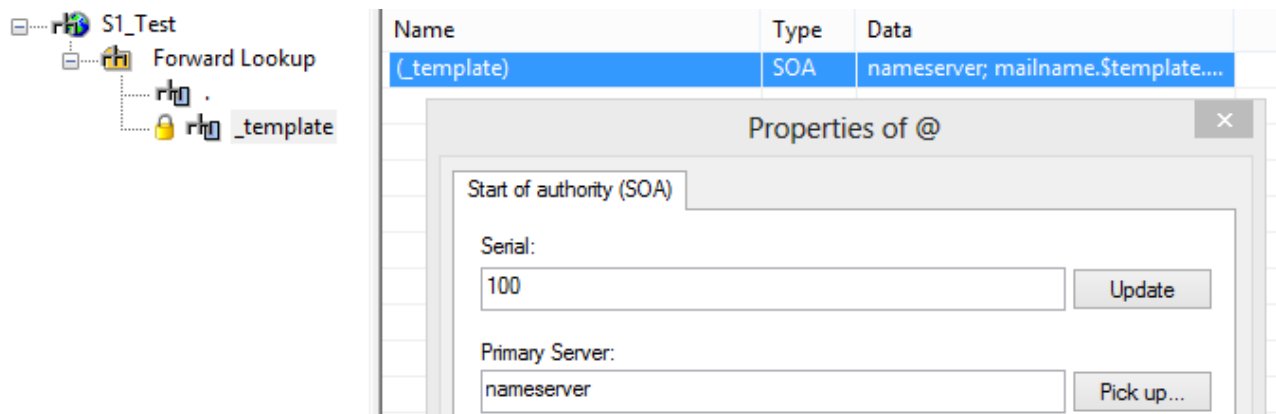 S1_Test
Forward Lookup
.
_template
Name Type Data
(_template) SOA nameserver; mailname.$template....
Properties of @
Start of authority (SOA)
Serial:
100 Update
Primary Server:
nameserver Pick up...